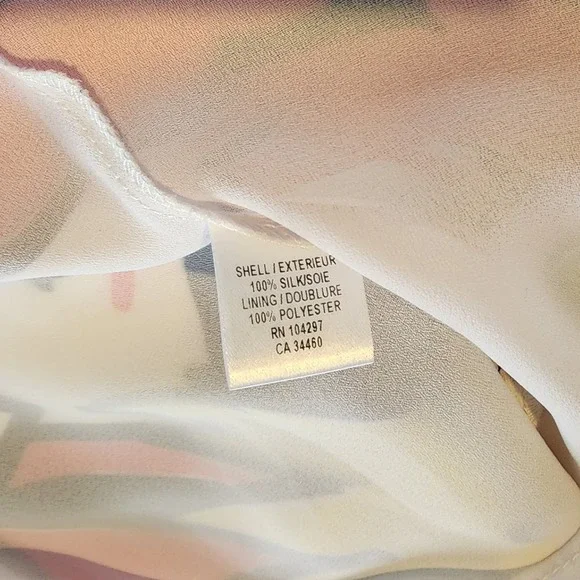 SHELL / EXTERIEUR
100% SILK/SOIE
LINING / DOUBLURE
100% POLYESTER
RN 104297
CA 34460